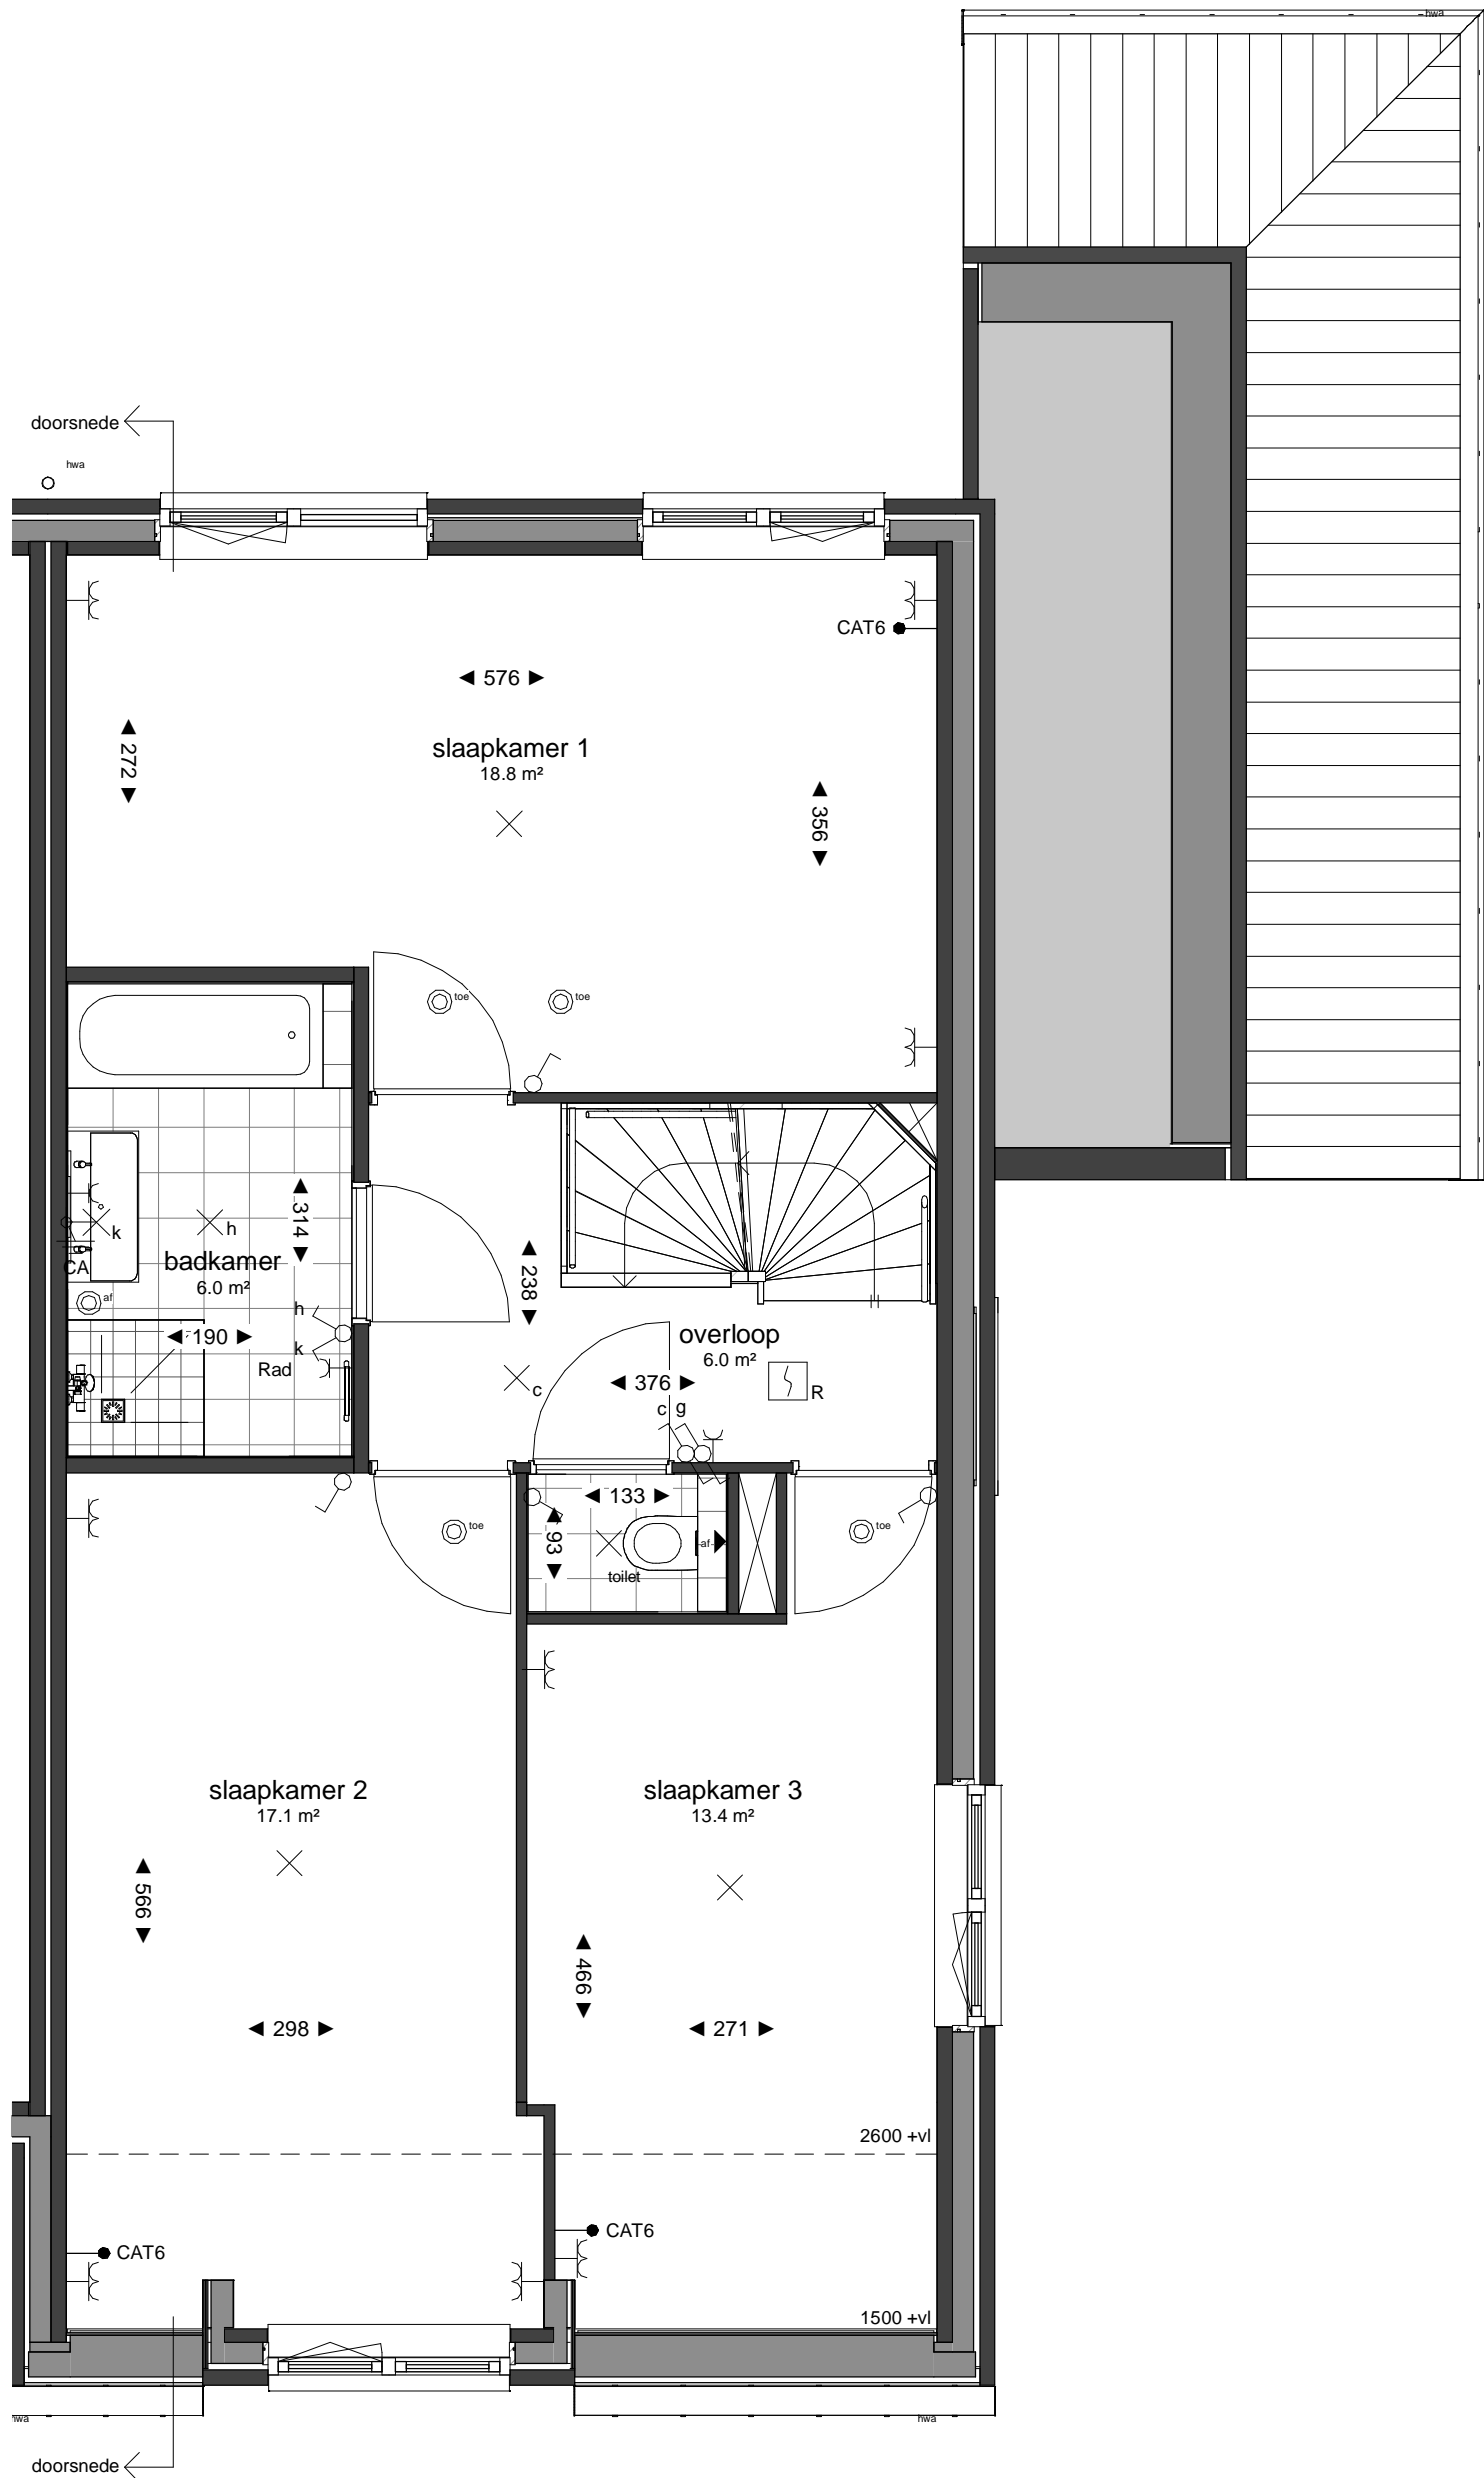 hwa
doorsnede
hwa
CAT6
◄ 576 ►
◄ 272 ►
slaapkamer 1
18.8 m²
◄ 356 ►
toe
toe
◄ 314 ►
k
h
badkamer
6.0 m²
CA
af
◄ 190 ►
h
k
Rad
◄ 238 ►
overloop
6.0 m²
◄ 376 ►
R
c
c g
◄ 133 ►
◄ 93 ►
af
toilet
toe
toe
slaapkamer 2
17.1 m²
slaapkamer 3
13.4 m²
◄ 566 ►
◄ 466 ►
◄ 298 ►
◄ 271 ►
2600 +vl
CAT6
CAT6
1500 +vl
hwa
hwa
doorsnede